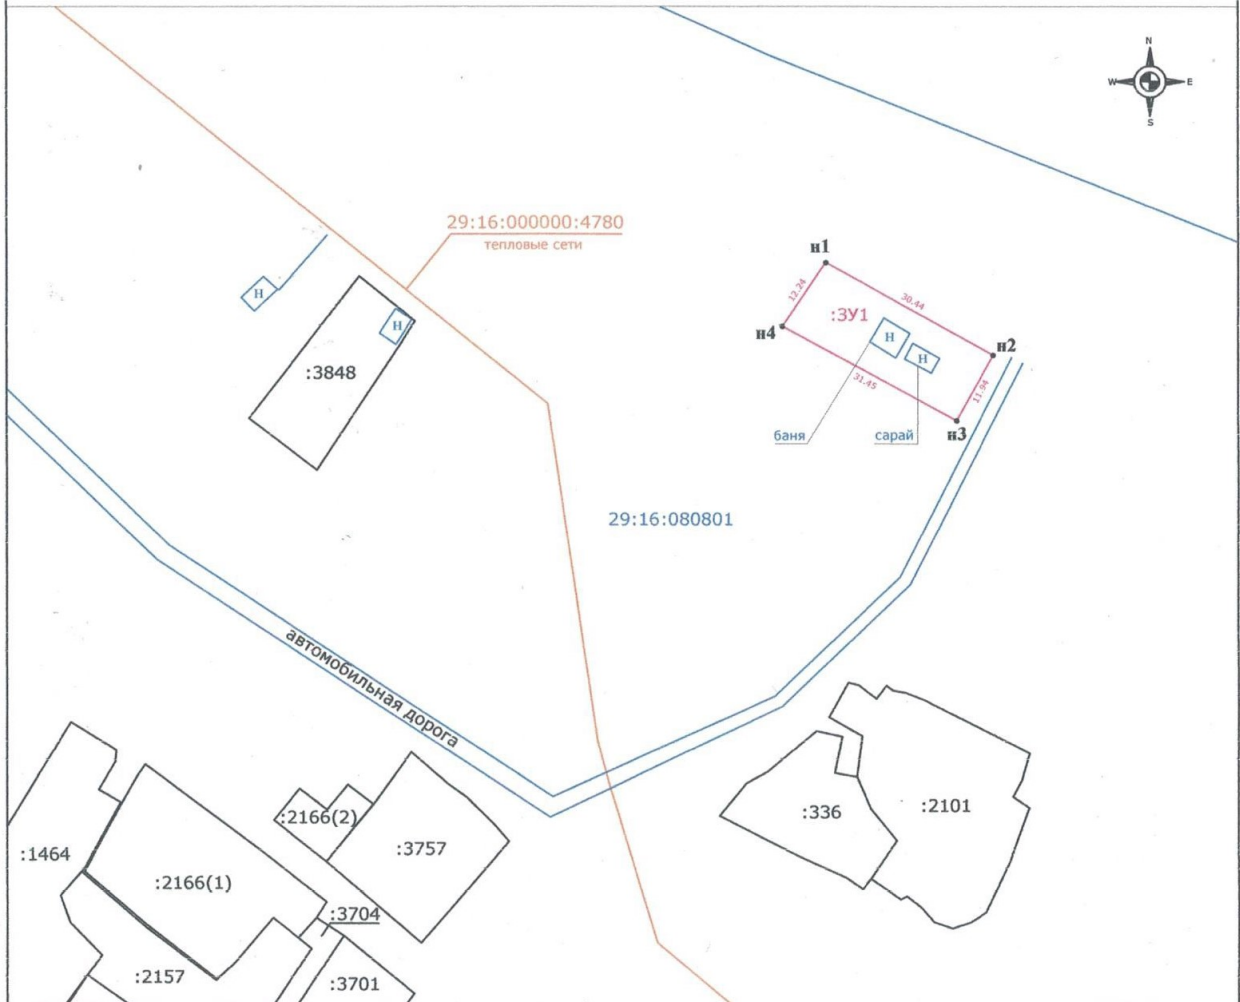 N
W E
S
29:16:000000:4780
тепловые сети
н1
12.24
30.44
:ЗУ1
н4
н2
Н
Н
Н
Н
:3848
31.45
11.94
баня
сарай
н3
29:16:080801
автомобильная дорога
:2166(2)
:336
:2101
:1464
:3757
:2166(1)
:3704
:2157
:3701